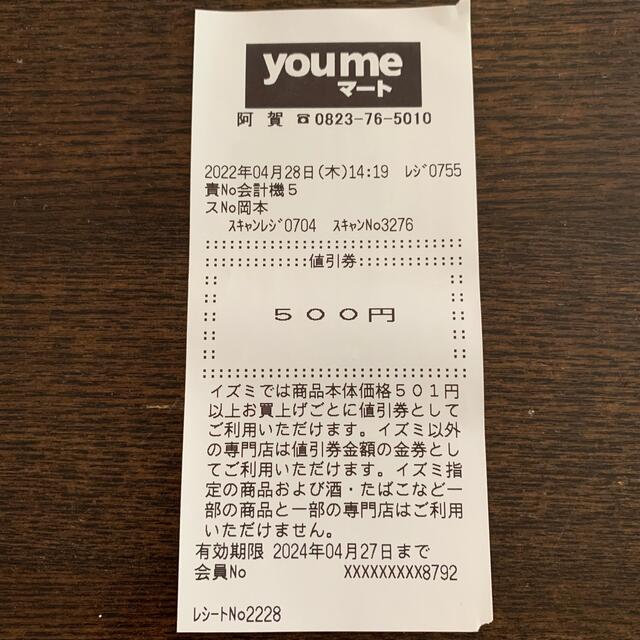 youme
マート
阿賀 ☎0823-76-5010
2022年04月28日(木)14:19 ﾚｼﾞ0755
責No会計機5
スNo岡本
ｽｷｬﾝﾚｼﾞ0704 ｽｷｬﾝNo3276
値引券
５００円
イズミでは商品本体価格５０１円
以上お買上げごとに値引券として
ご利用いただけます。イズミ以外
の専門店は値引券金額の金券とし
てご利用いただけます。イズミ指
定の商品および酒・たばこなど一
部の商品と一部の専門店はご利用
いただけません。
有効期限 2024年04月27日まで
会員No XXXXXXXXX8792
ﾚｼｰﾄNo2228